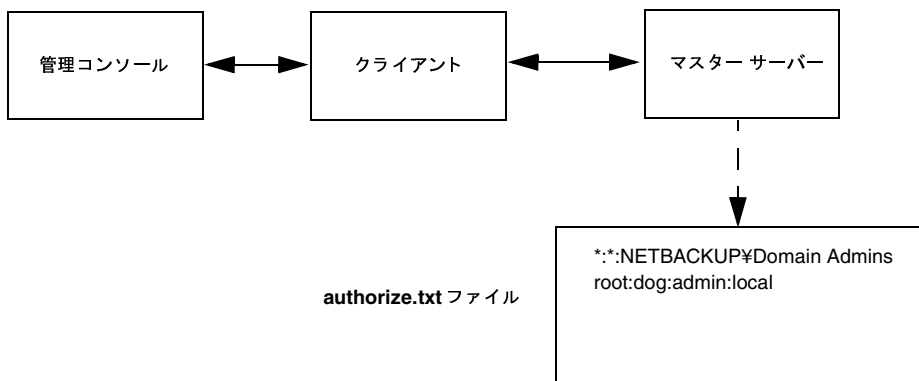 管理コンソール
クライアント
マスター サーバー
*:*:NETBACKUP¥Domain Admins
root:dog:admin:local
authorize.txt ファイル